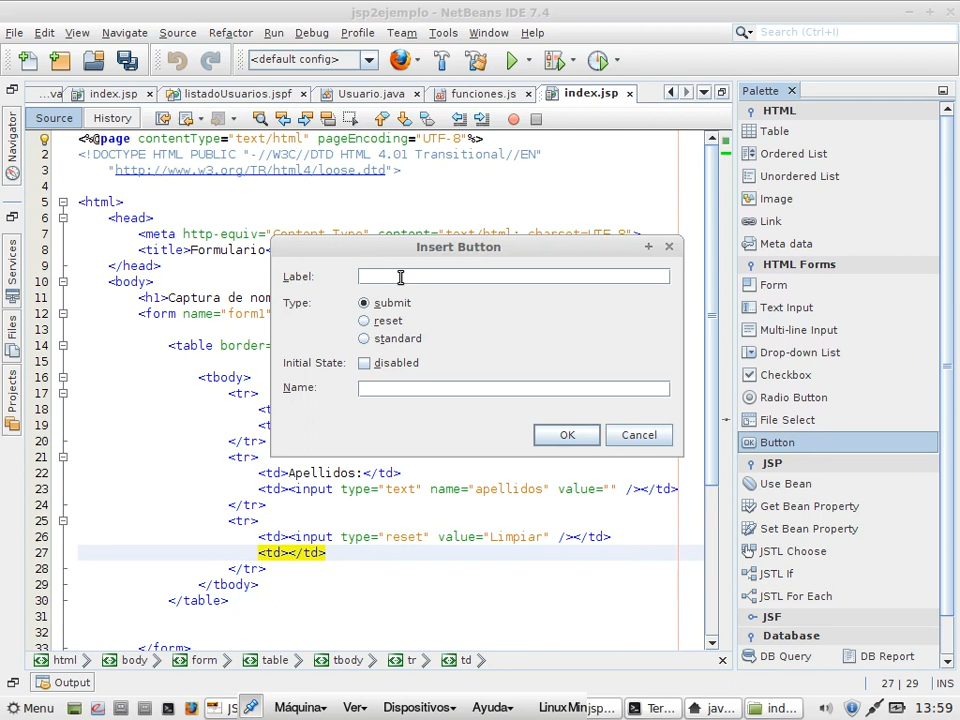 jsp2ejemplo - NetBeans IDE 7.4
File Edit View Navigate Source Refactor Run Debug Profile Team Tools Window Help
Search (Ctrl+I)
<default config>
...va index.jsp × listadoUsuarios.jspf × Usuario.java × funciones.js × index.jsp ×
Source History
Navigator
Services
Files
Projects
1 <%@page contentType="text/html" pageEncoding="UTF-8"%>
2 <!DOCTYPE HTML PUBLIC "-//W3C//DTD HTML 4.01 Transitional//EN"
3 "http://www.w3.org/TR/html4/loose.dtd">
4
5 <html>
6 <head>
7 <meta http-equiv="Content-Type" content="text/html; charset=UTF-8">
8 <title>Formulario<
9 </head>
10 <body>
11 <h1>Captura de nom
12 <form name="form1"
13
14 <table border=
15
16 <tbody>
17 <tr>
18 <t
19 <t
20 </tr>
21 <tr>
22 <td>Apellidos:</td>
23 <td><input type="text" name="apellidos" value="" /></td>
24 </tr>
25 <tr>
26 <td><input type="reset" value="Limpiar" /></td>
27 <td></td>
28 </tr>
29 </tbody>
30 </table>
31
32
33 </form>
Insert Button
Label:
Type: submit
reset
standard
Initial State: disabled
Name:
OK Cancel
Palette ×
HTML
Table
Ordered List
Unordered List
Image
Link
Meta data
HTML Forms
Form
Text Input
Multi-line Input
Drop-down List
Checkbox
Radio Button
File Select
OK Button
JSP
Use Bean
Get Bean Property
Set Bean Property
JSTL Choose
JSTL If
JSTL For Each
JSF
Database
DB Query DB Report
html body form table tbody tr td
Output
27 | 29 INS
Menu JS Máquina Ver Dispositivos Ayuda LinuxMin jsp... Ter... jav... ind... 13:59